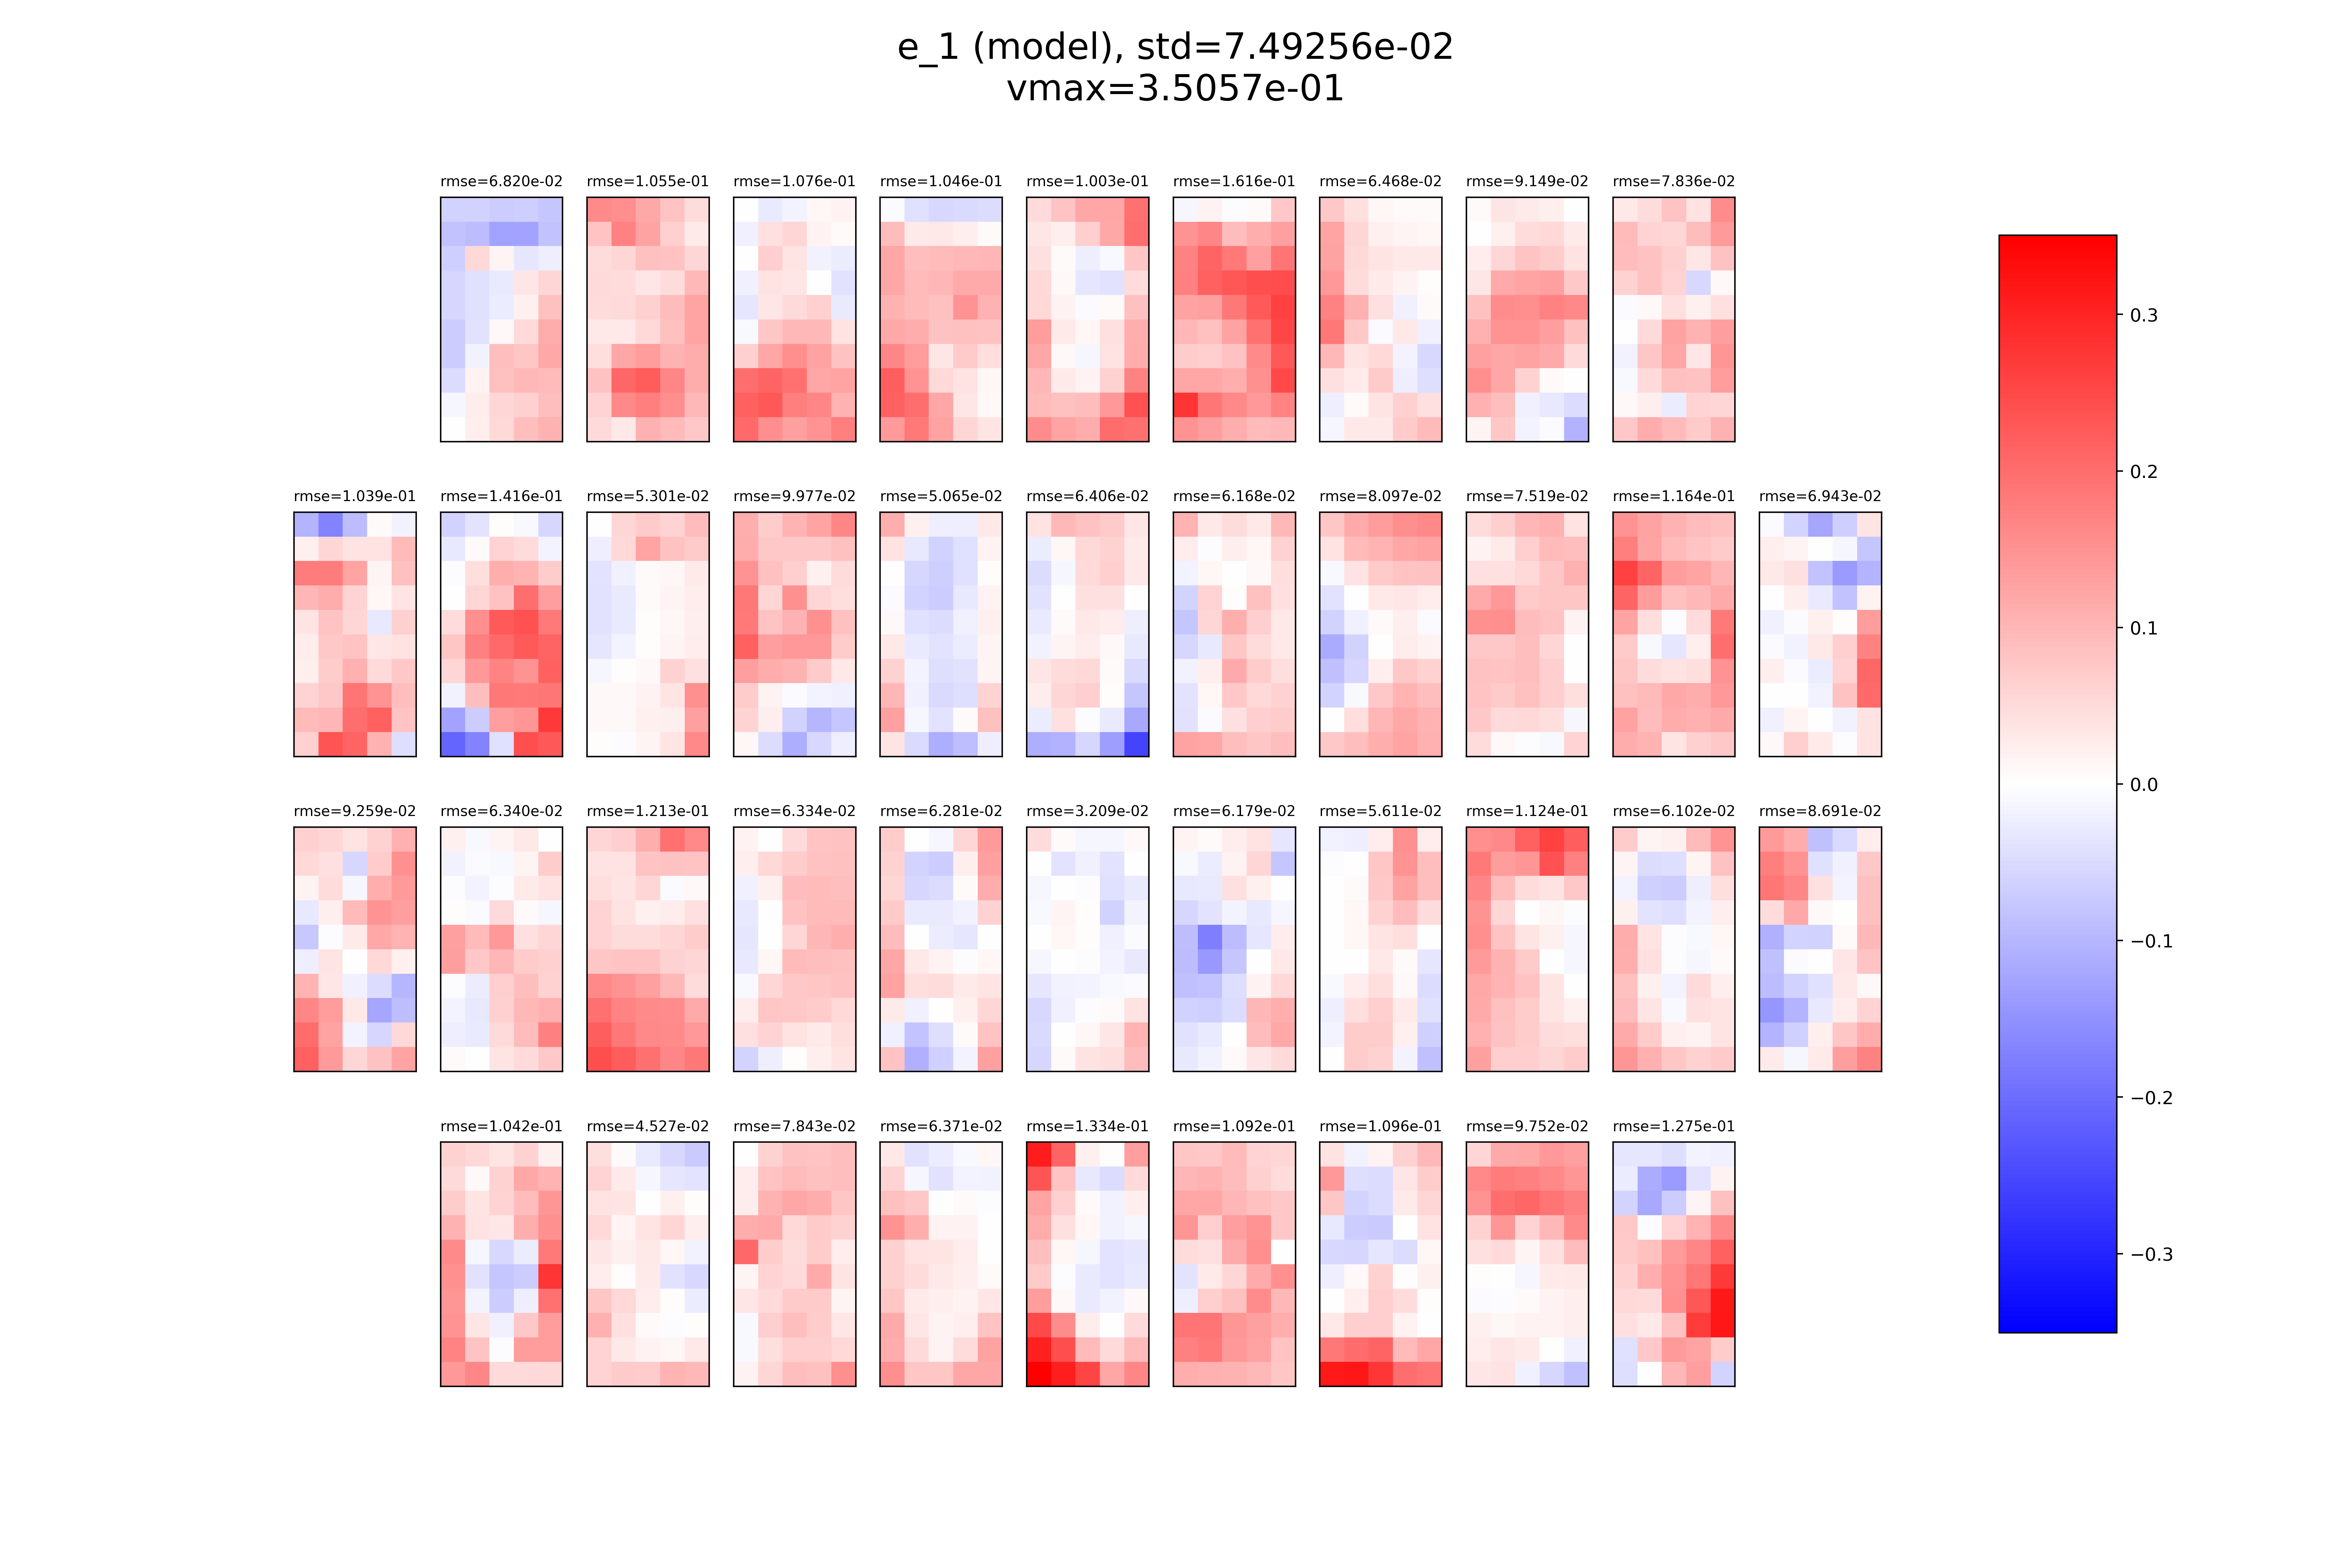 e_1 (model), std=7.49256e-02
vmax=3.5057e-01
rmse=6.820e-02 rmse=1.055e-01 rmse=1.076e-01 rmse=1.046e-01 rmse=1.003e-01 rmse=1.616e-01 rmse=6.468e-02 rmse=9.149e-02 rmse=7.836e-02
rmse=1.039e-01 rmse=1.416e-01 rmse=5.301e-02 rmse=9.977e-02 rmse=5.065e-02 rmse=6.406e-02 rmse=6.168e-02 rmse=8.097e-02 rmse=7.519e-02 rmse=1.164e-01 rmse=6.943e-02
rmse=9.259e-02 rmse=6.340e-02 rmse=1.213e-01 rmse=6.334e-02 rmse=6.281e-02 rmse=3.209e-02 rmse=6.179e-02 rmse=5.611e-02 rmse=1.124e-01 rmse=6.102e-02 rmse=8.691e-02
rmse=1.042e-01 rmse=4.527e-02 rmse=7.843e-02 rmse=6.371e-02 rmse=1.334e-01 rmse=1.092e-01 rmse=1.096e-01 rmse=9.752e-02 rmse=1.275e-01
0.3
0.2
0.1
0.0
−0.1
−0.2
−0.3